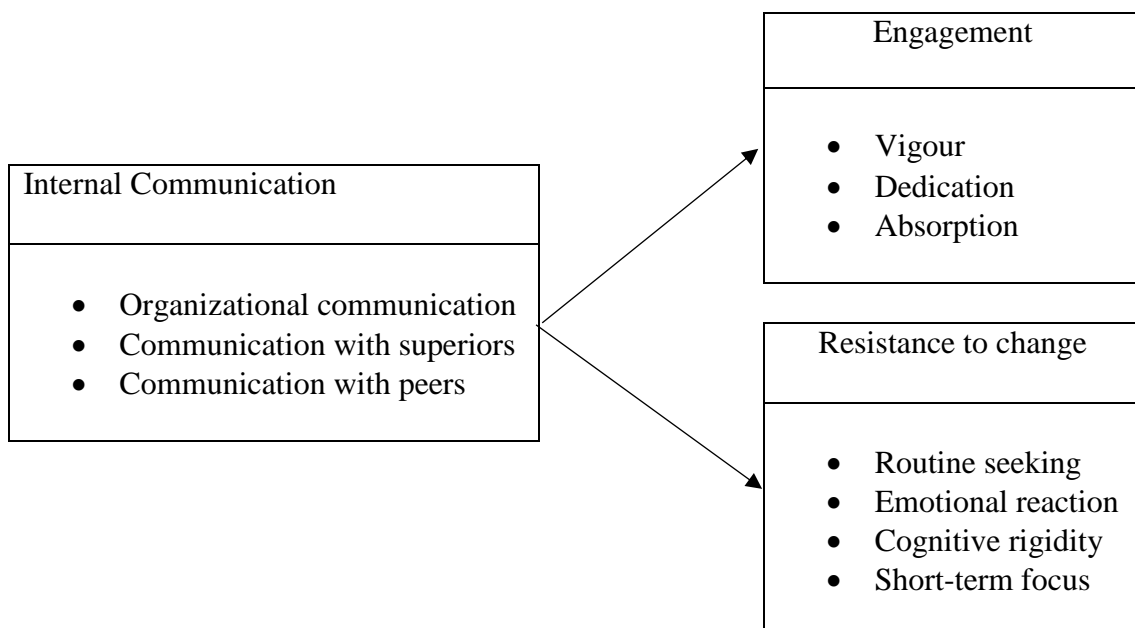 Internal Communication
• Organizational communication
• Communication with superiors
• Communication with peers
Engagement
• Vigour
• Dedication
• Absorption
Resistance to change
• Routine seeking
• Emotional reaction
• Cognitive rigidity
• Short-term focus